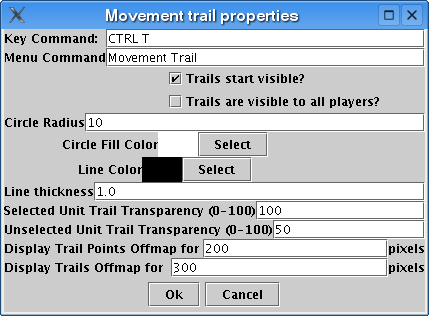 Movement trail properties
Key Command: CTRL T
Menu Command Movement Trail
Trails start visible?
Trails are visible to all players?
Circle Radius 10
Circle Fill Color Select
Line Color Select
Line thickness 1.0
Selected Unit Trail Transparency (0-100) 100
Unselected Unit Trail Transparency (0-100) 50
Display Trail Points Offmap for 200 pixels
Display Trails Offmap for 300 pixels
Ok Cancel